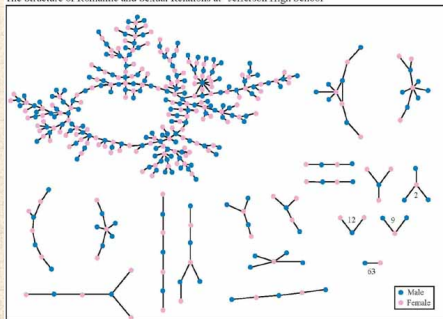 The Structure of Romantic and Sexual Relations at "Jefferson High School"
2
12
9
63
Male
Female